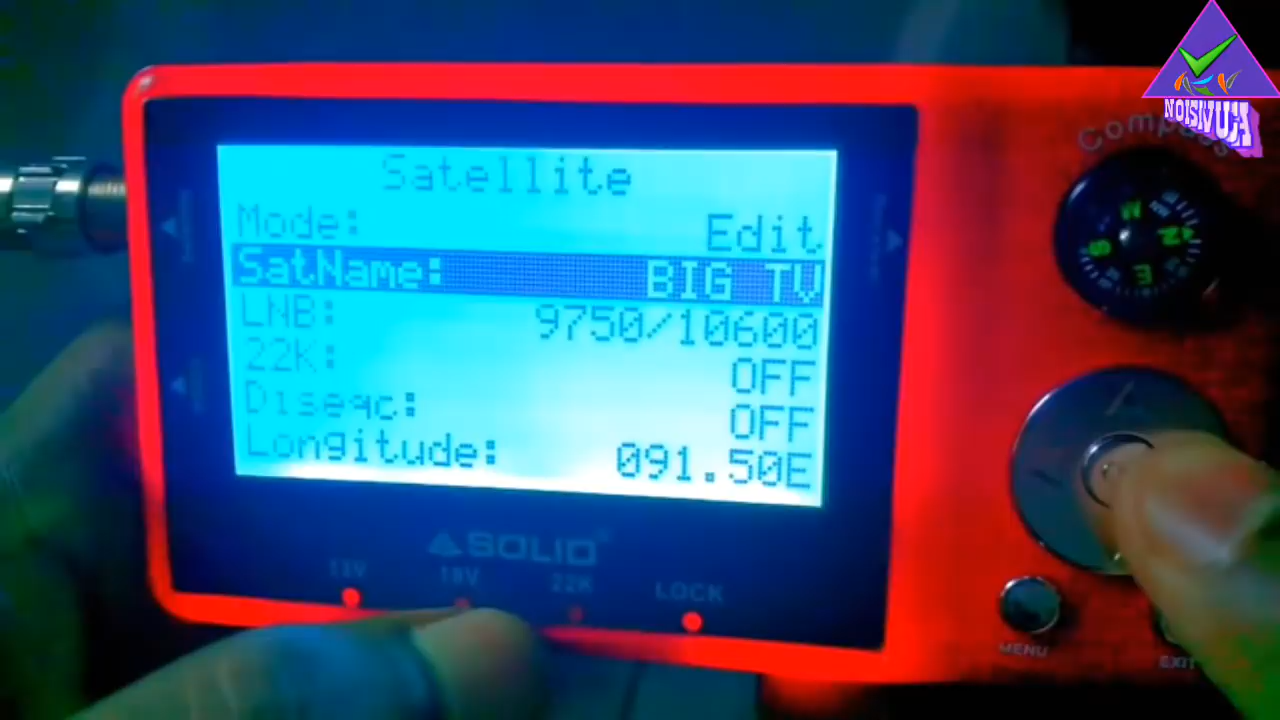 NOISNUA
Compass
Satellite
Mode: Edit
SatName: BIG TV
LNB: 9750/10600
22K: OFF
Diseqc: OFF
Longitude: 091.50E
SOLID
13V 18V 22K LOCK
W
N
S
E
MENU
EXIT